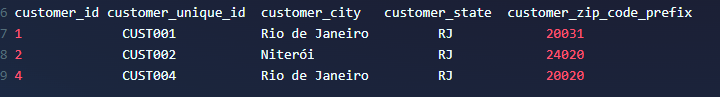 6 customer_id customer_unique_id customer_city customer_state customer_zip_code_prefix
7 1 CUST001 Rio de Janeiro RJ 20031
8 2 CUST002 Niterói RJ 24020
9 4 CUST004 Rio de Janeiro RJ 20020